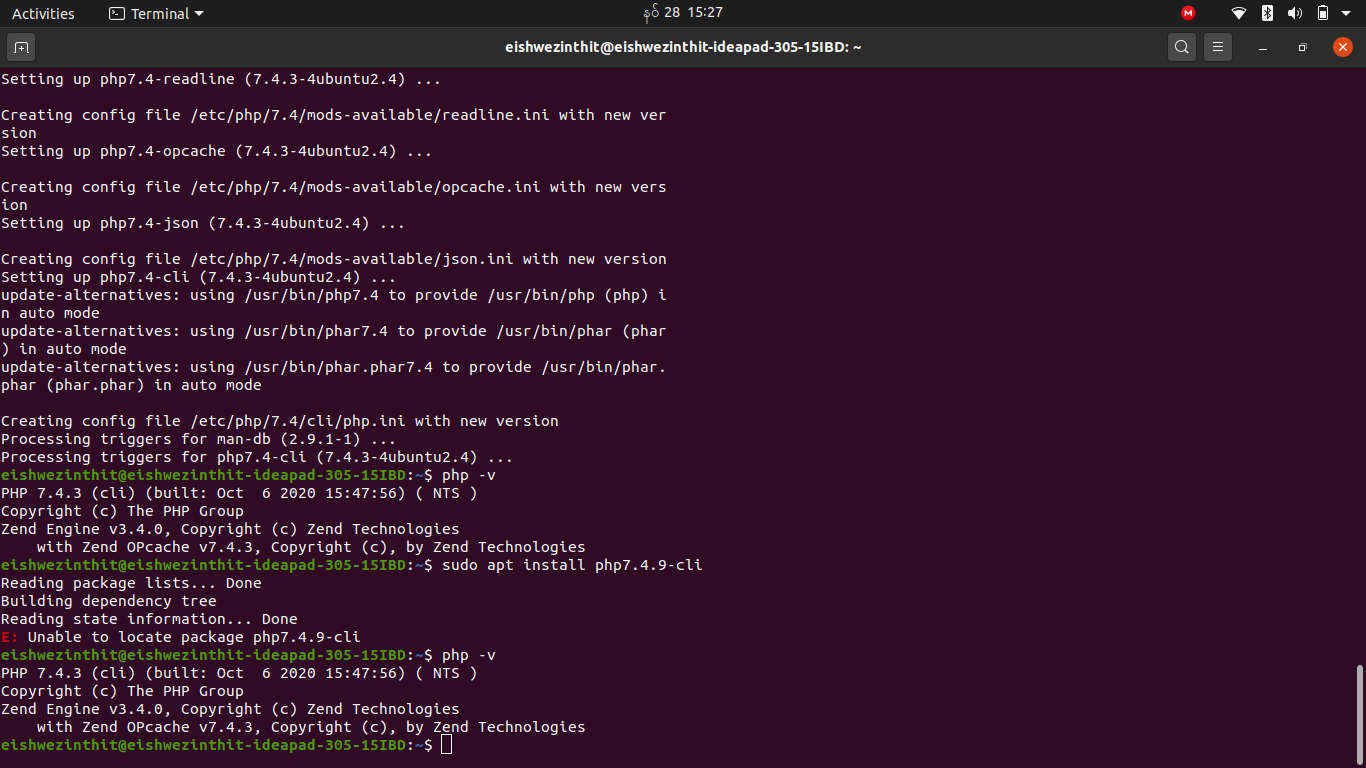 Activities Terminal နိုဝ် 28 15:27
eishwezinthit@eishwezinthit-ideapad-305-15IBD: ~
Setting up php7.4-readline (7.4.3-4ubuntu2.4) ...
Creating config file /etc/php/7.4/mods-available/readline.ini with new ver
sion
Setting up php7.4-opcache (7.4.3-4ubuntu2.4) ...
Creating config file /etc/php/7.4/mods-available/opcache.ini with new vers
ion
Setting up php7.4-json (7.4.3-4ubuntu2.4) ...
Creating config file /etc/php/7.4/mods-available/json.ini with new version
Setting up php7.4-cli (7.4.3-4ubuntu2.4) ...
update-alternatives: using /usr/bin/php7.4 to provide /usr/bin/php (php) i
n auto mode
update-alternatives: using /usr/bin/phar7.4 to provide /usr/bin/phar (phar
) in auto mode
update-alternatives: using /usr/bin/phar.phar7.4 to provide /usr/bin/phar.
phar (phar.phar) in auto mode
Creating config file /etc/php/7.4/cli/php.ini with new version
Processing triggers for man-db (2.9.1-1) ...
Processing triggers for php7.4-cli (7.4.3-4ubuntu2.4) ...
eishwezinthit@eishwezinthit-ideapad-305-15IBD:~$ php -v
PHP 7.4.3 (cli) (built: Oct  6 2020 15:47:56) ( NTS )
Copyright (c) The PHP Group
Zend Engine v3.4.0, Copyright (c) Zend Technologies
    with Zend OPcache v7.4.3, Copyright (c), by Zend Technologies
eishwezinthit@eishwezinthit-ideapad-305-15IBD:~$ sudo apt install php7.4.9-cli
Reading package lists... Done
Building dependency tree
Reading state information... Done
E: Unable to locate package php7.4.9-cli
eishwezinthit@eishwezinthit-ideapad-305-15IBD:~$ php -v
PHP 7.4.3 (cli) (built: Oct  6 2020 15:47:56) ( NTS )
Copyright (c) The PHP Group
Zend Engine v3.4.0, Copyright (c) Zend Technologies
    with Zend OPcache v7.4.3, Copyright (c), by Zend Technologies
eishwezinthit@eishwezinthit-ideapad-305-15IBD:~$